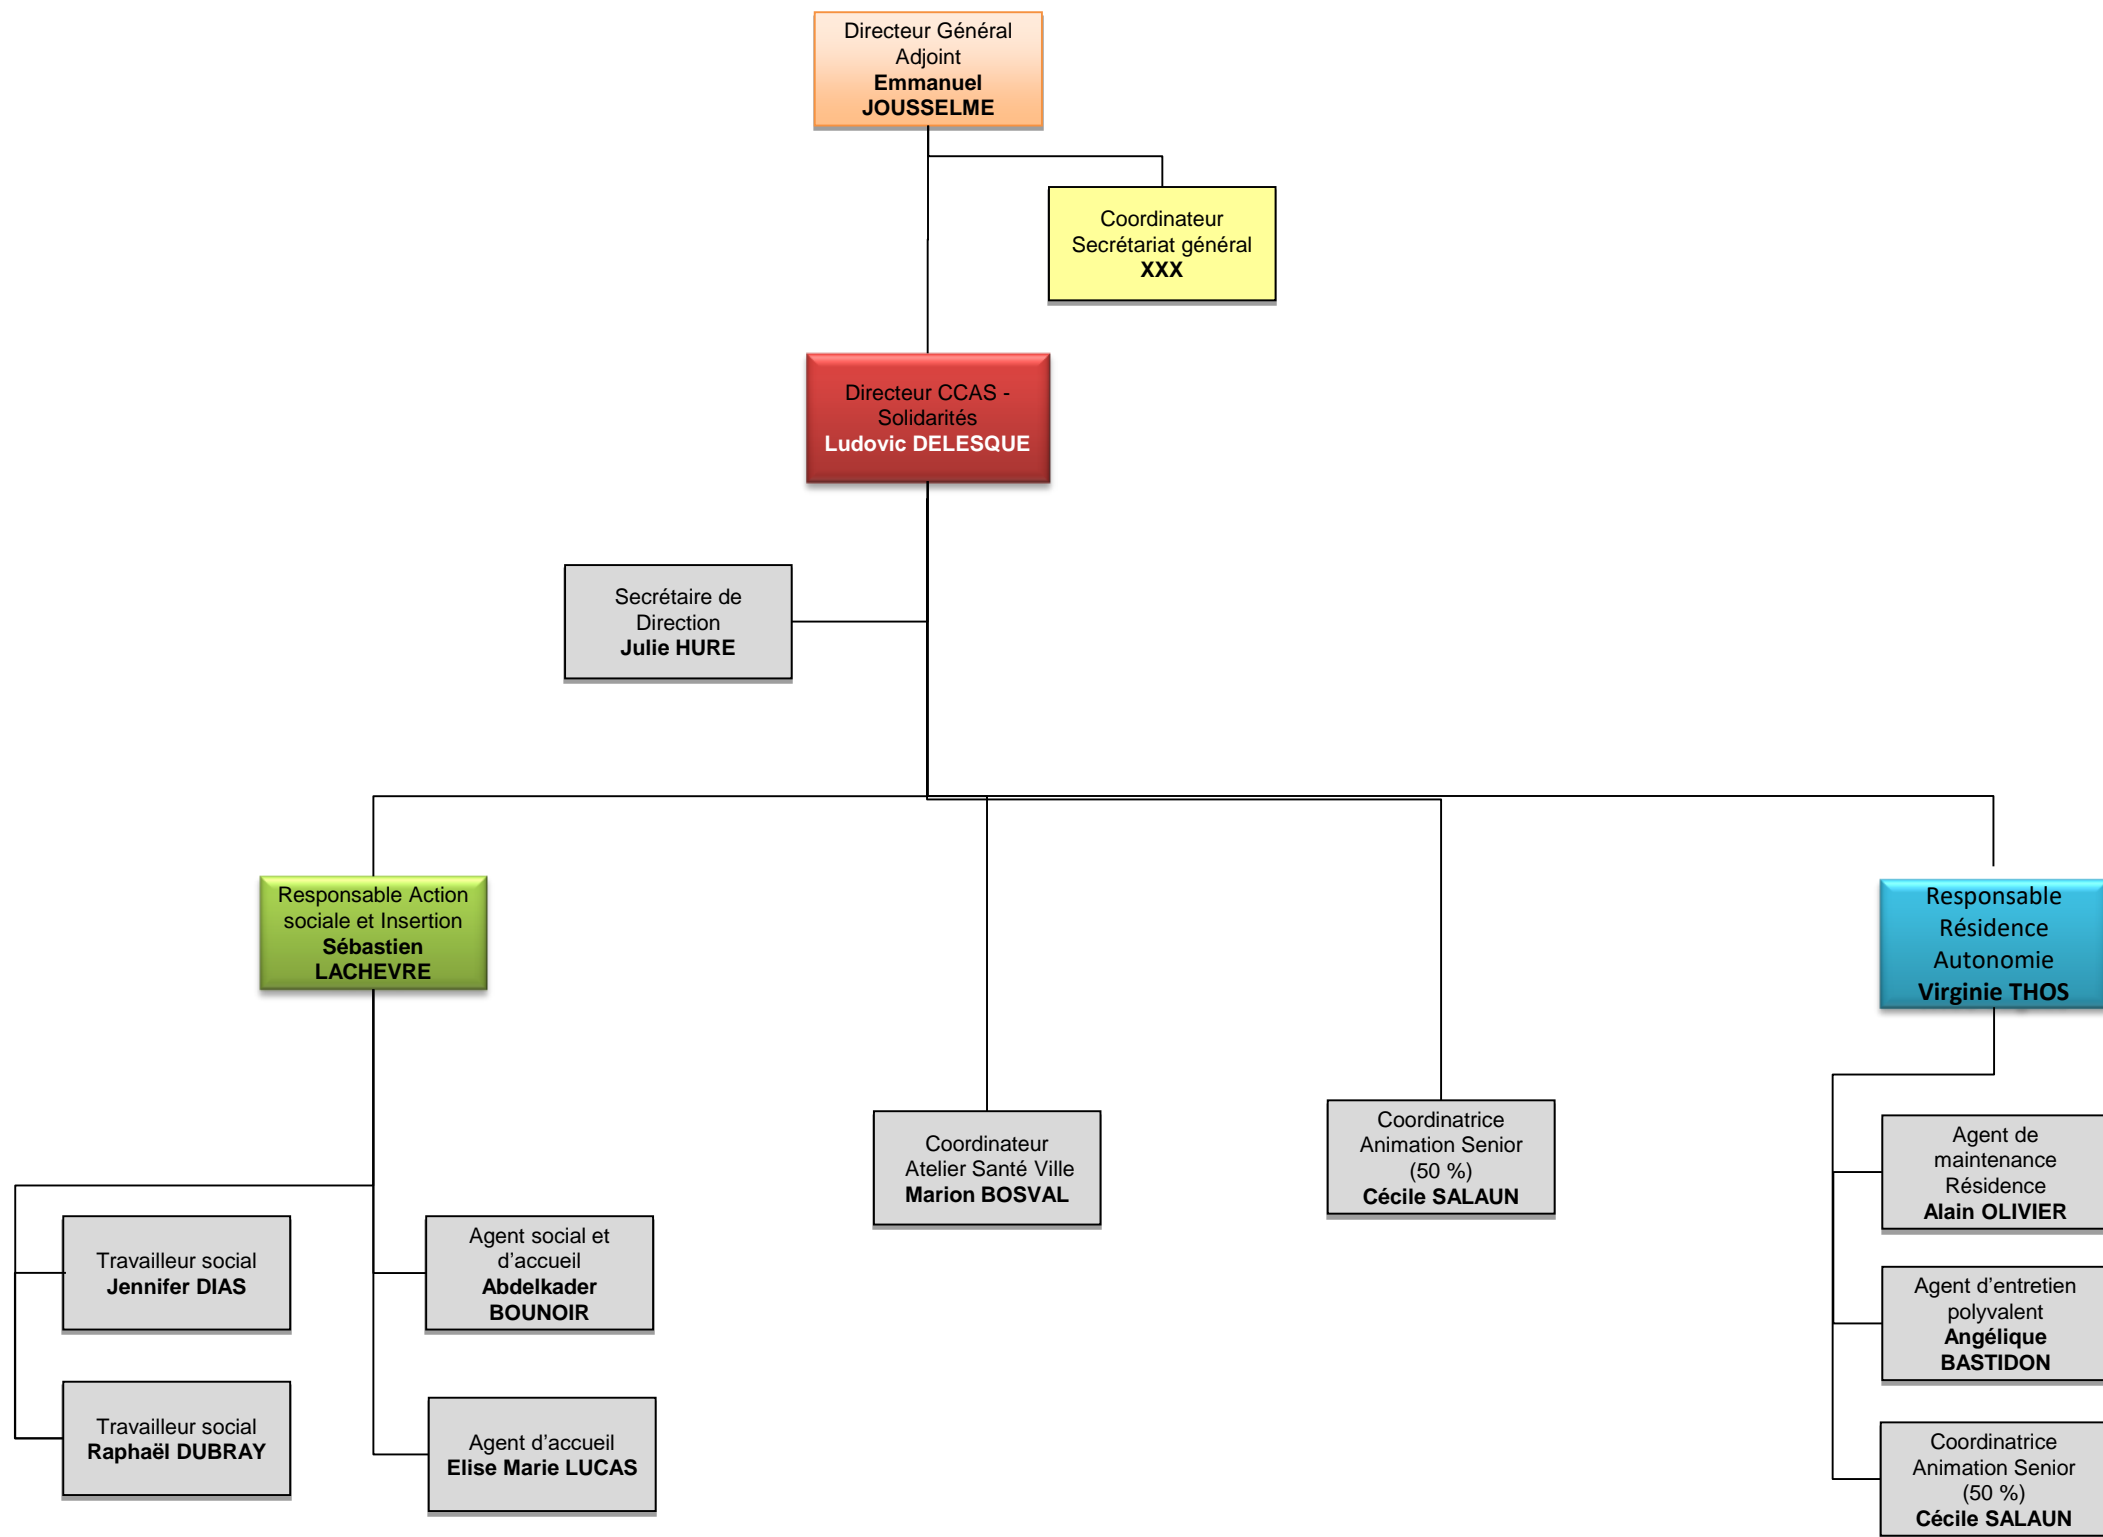 Directeur Général
Adjoint
Emmanuel
JOUSSELME
Coordinateur
Secrétariat général
XXX
Directeur CCAS -
Solidarités
Ludovic DELESQUE
Secrétaire de
Direction
Julie HURE
Responsable Action
sociale et Insertion
Sébastien
LACHEVRE
Responsable
Résidence
Autonomie
Virginie THOS
Coordinateur
Atelier Santé Ville
Marion BOSVAL
Coordinatrice
Animation Senior
(50 %)
Cécile SALAUN
Agent de
maintenance
Résidence
Alain OLIVIER
Travailleur social
Jennifer DIAS
Agent social et
d’accueil
Abdelkader
BOUNOIR
Agent d’entretien
polyvalent
Angélique
BASTIDON
Travailleur social
Raphaël DUBRAY
Agent d’accueil
Elise Marie LUCAS
Coordinatrice
Animation Senior
(50 %)
Cécile SALAUN